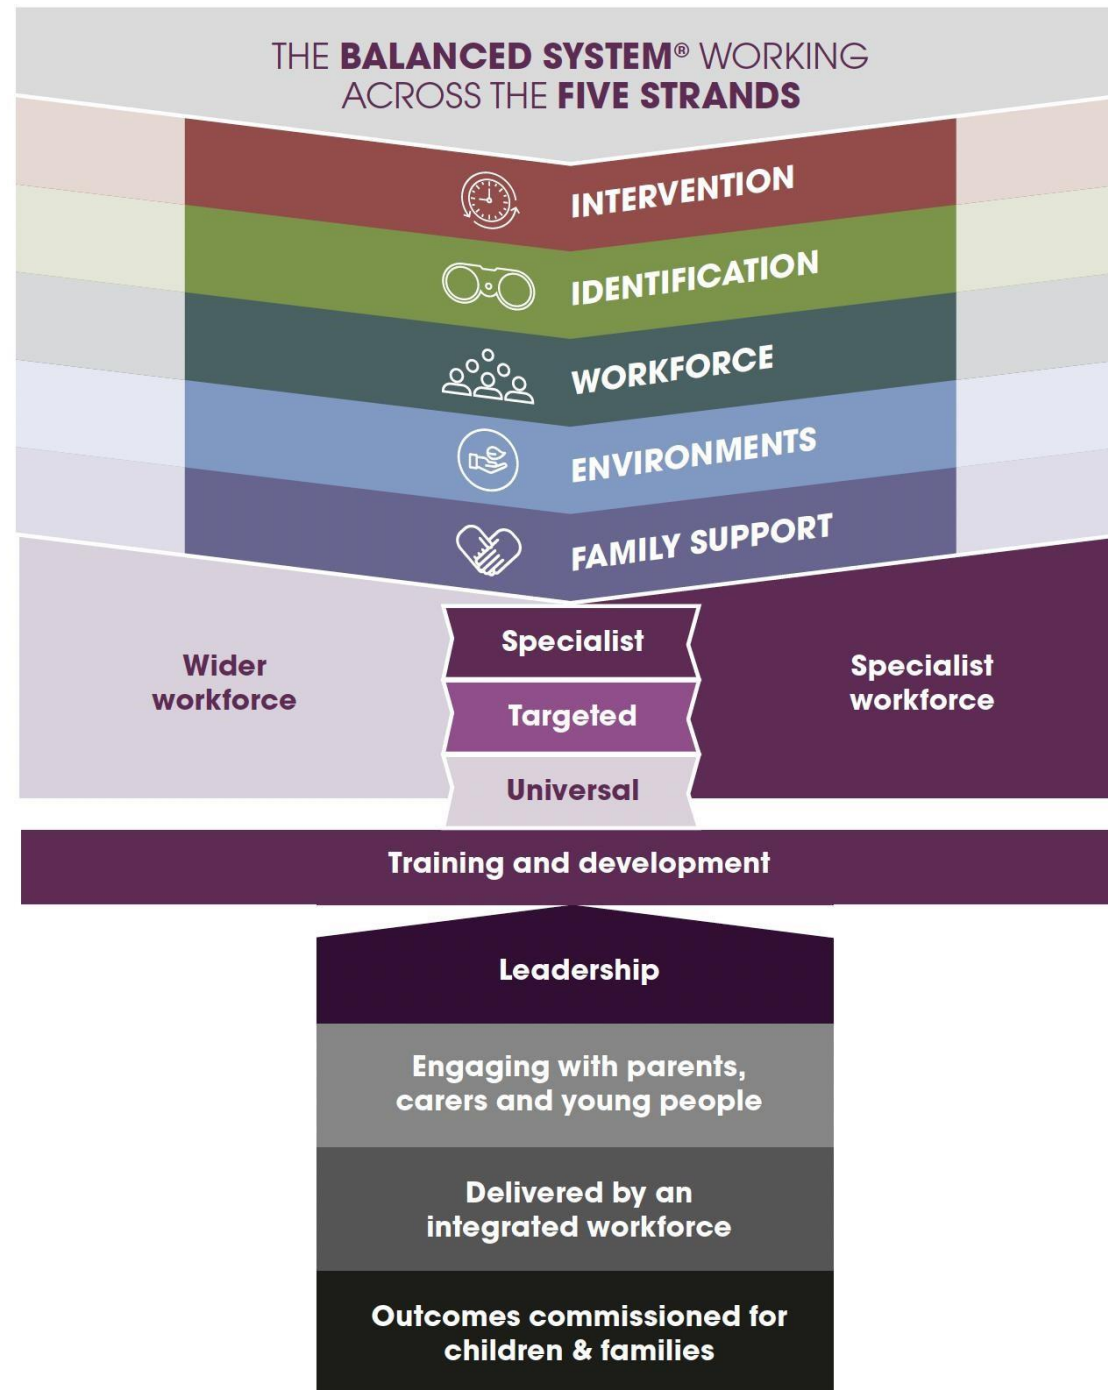 THE BALANCED SYSTEM® WORKING
ACROSS THE FIVE STRANDS
INTERVENTION
IDENTIFICATION
WORKFORCE
ENVIRONMENTS
FAMILY SUPPORT
Wider
workforce
Specialist
Targeted
Universal
Specialist
workforce
Training and development
Leadership
Engaging with parents,
carers and young people
Delivered by an
integrated workforce
Outcomes commissioned for
children & families